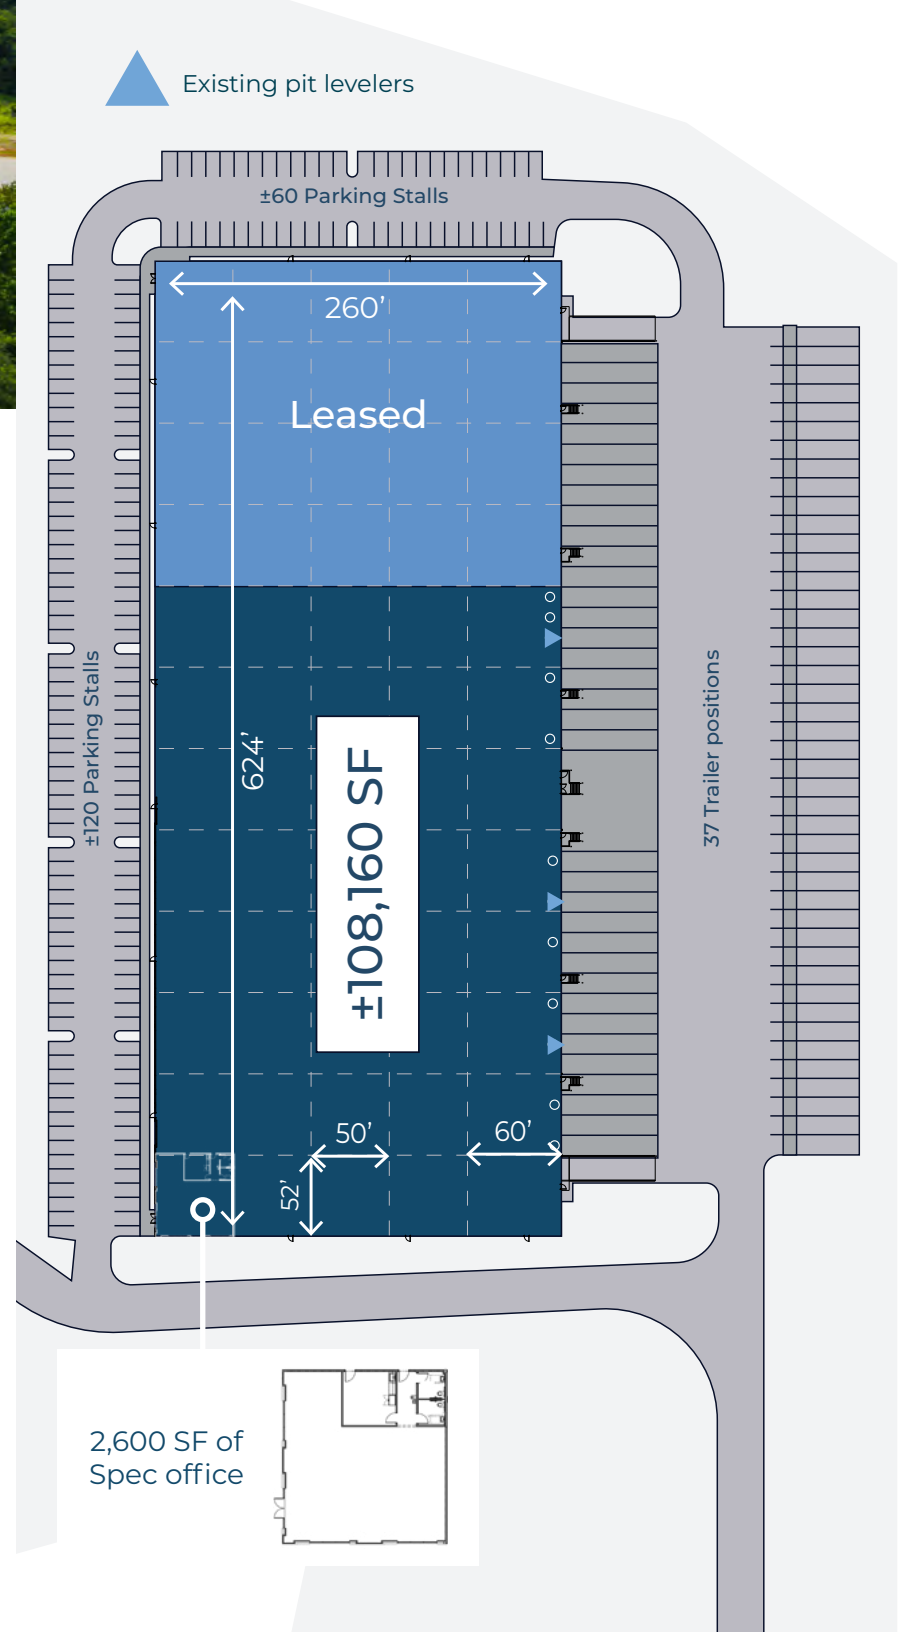 Existing pit levelers
±60 Parking Stalls
260’
Leased
624’
±120 Parking Stalls
±108,160 SF
37 Trailer positions
50’
60’
52’
2,600 SF of
Spec office